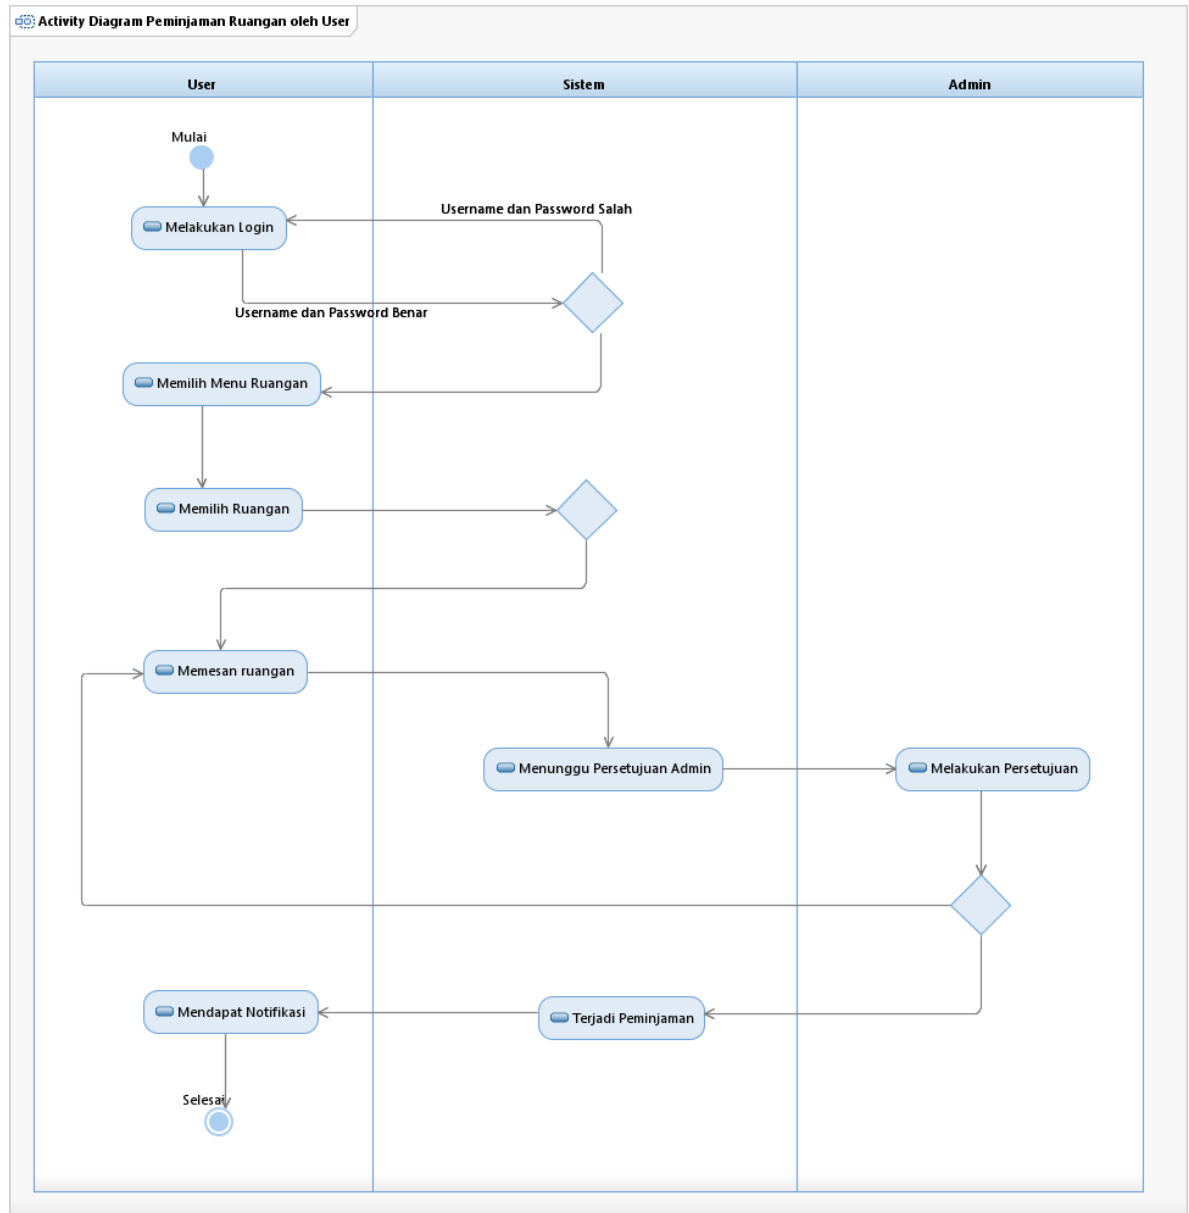 Activity Diagram Peminjaman Ruangan oleh User
User
Sistem
Admin
Mulai
Melakukan Login
Username dan Password Salah
Username dan Password Benar
Memilih Menu Ruangan
Memilih Ruangan
Memesan ruangan
Menunggu Persetujuan Admin
Melakukan Persetujuan
Mendapat Notifikasi
Terjadi Peminjaman
Selesai